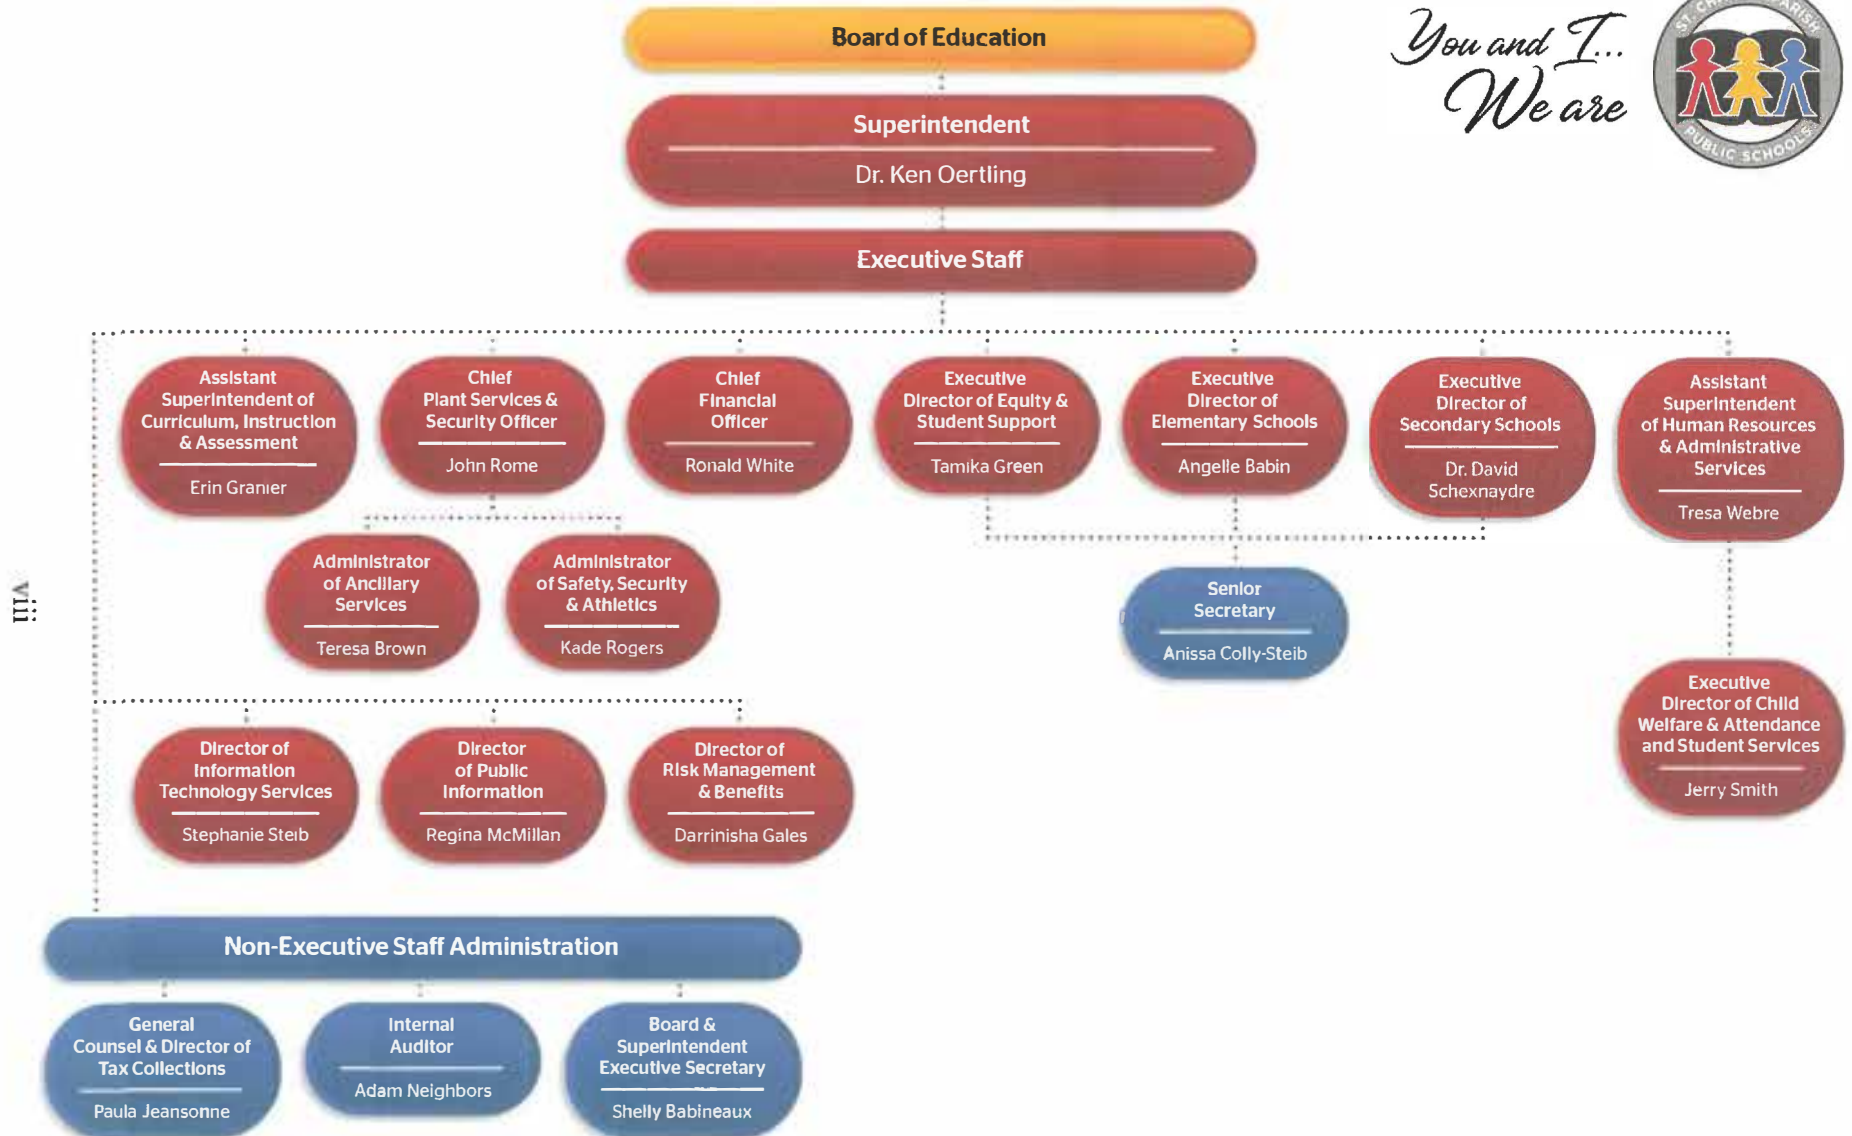 Board of Education
You and I...
We are
PUBLIC SCHOOLS
Superintendent
Dr. Ken Oertling
Executive Staff
Assistant
Superintendent of
Curriculum, Instruction
& Assessment
Erin Granier
Chief
Plant Services &
Security Officer
John Rome
Chief
Financial
Officer
Ronald White
Executive
Director of Equity &
Student Support
Tamika Green
Executive
Director of
Elementary Schools
Angelle Babin
Executive
Director of
Secondary Schools
Dr. David
Schexnaydre
Assistant
Superintendent
of Human Resources
& Administrative
Services
Tresa Webre
Administrator
of Ancillary
Services
Teresa Brown
Administrator
of Safety, Security
& Athletics
Kade Rogers
Senior
Secretary
Anissa Colly-Steib
Executive
Director of Child
Welfare & Attendance
and Student Services
Jerry Smith
viii
Director of
Information
Technology Services
Stephanie Steib
Director
of Public
Information
Regina McMillan
Director of
Risk Management
& Benefits
Darrinisha Gales
Non-Executive Staff Administration
General
Counsel & Director of
Tax Collections
Paula Jeansonne
Internal
Auditor
Adam Neighbors
Board &
Superintendent
Executive Secretary
Shelly Babineaux